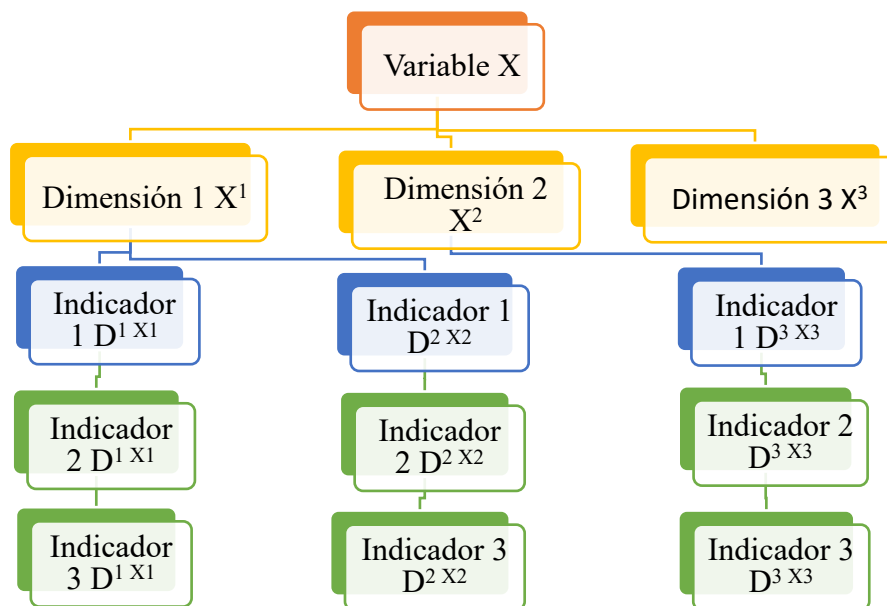 Variable X
Dimensión 1 X¹
Dimensión 2
X²
Dimensión 3 X³
Indicador
1 D¹ ˣ¹
Indicador 1
D² ˣ²
Indicador
1 D³ ˣ³
Indicador
2 D¹ ˣ¹
Indicador
2 D² ˣ²
Indicador 2
D³ ˣ³
Indicador
3 D¹ ˣ¹
Indicador 3
D² ˣ²
Indicador 3
D³ ˣ³